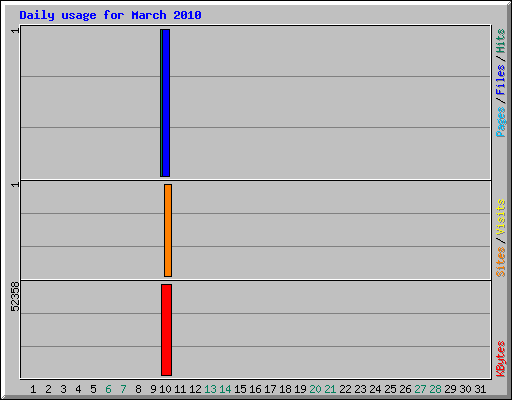 Daily usage for March 2010
1
Pages / Files / Hits
1
Sites / Visits
52358
KBytes
1 2 3 4 5 6 7 8 9 10 11 12 13 14 15 16 17 18 19 20 21 22 23 24 25 26 27 28 29 30 31